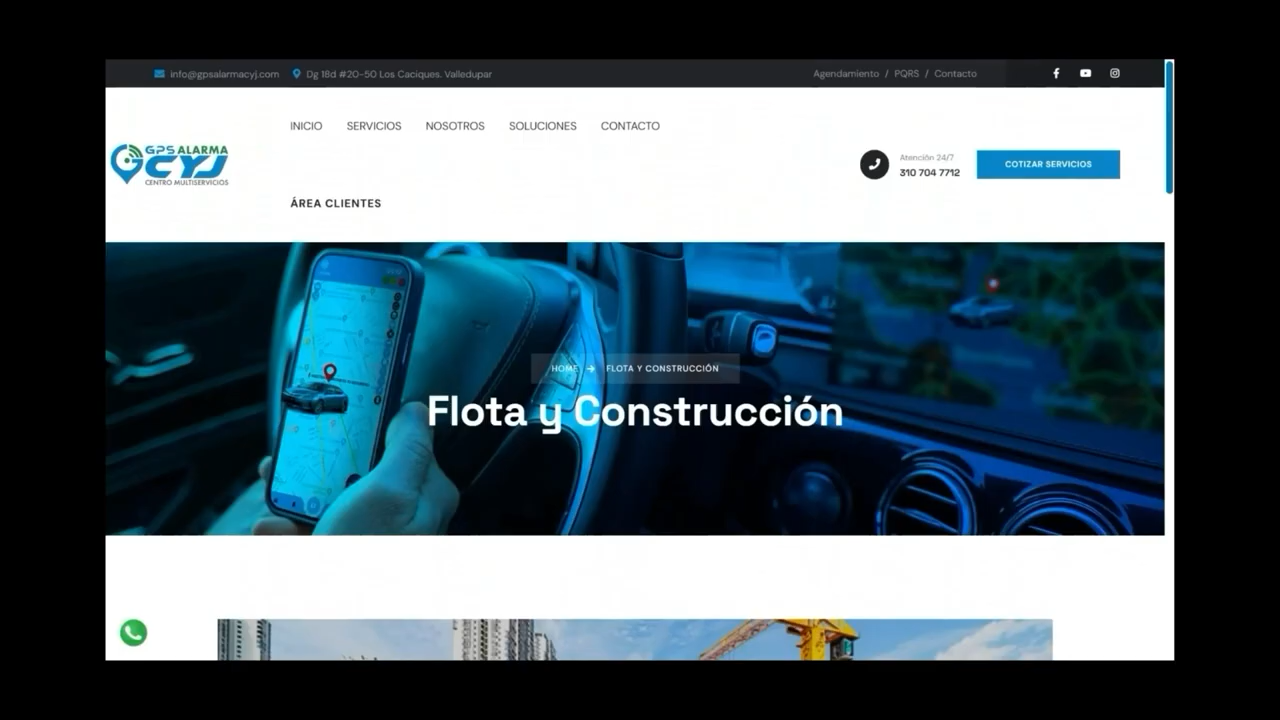 info@gpsalarmacyj.com
Dg 18d #20-50 Los Caciques. Valledupar
Agendamiento / PQRS / Contacto
INICIO
SERVICIOS
NOSOTROS
SOLUCIONES
CONTACTO
GPS ALARMA
CYJ
CENTRO MULTISERVICIOS
Atención 24/7
310 704 7712
COTIZAR SERVICIOS
ÁREA CLIENTES
HOME → FLOTA Y CONSTRUCCIÓN
Flota y Construcción